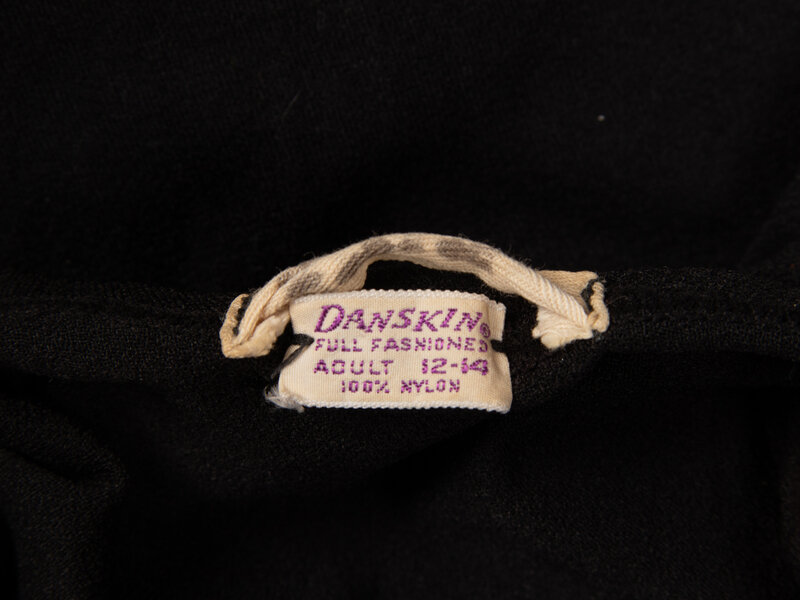 DANSKIN®
FULL FASHIONED
ADULT 12-14
100% NYLON